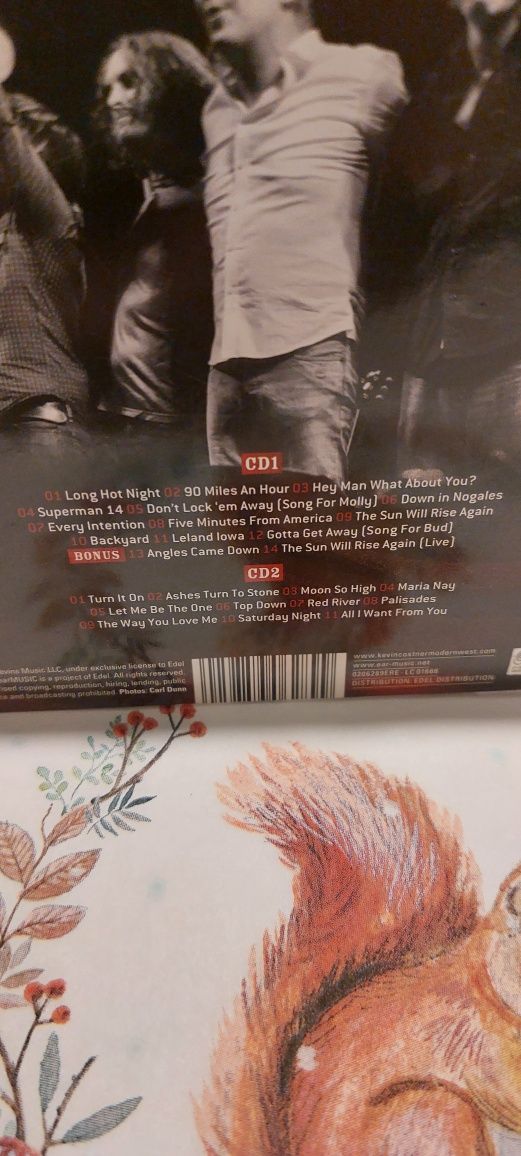 CD1
01 Long Hot Night 02 90 Miles An Hour 03 Hey Man What About You?
04 Superman 14 05 Don't Lock 'em Away (Song For Molly) 06 Down in Nogales
07 Every Intention 08 Five Minutes From America 09 The Sun Will Rise Again
10 Backyard 11 Leland Iowa 12 Gotta Get Away (Song For Bud)
BONUS 13 Angles Came Down 14 The Sun Will Rise Again (Live)
CD2
01 Turn It On 02 Ashes Turn To Stone 03 Moon So High 04 Maria Nay
05 Let Me Be The One 06 Top Down 07 Red River 08 Palisades
09 The Way You Love Me 10 Saturday Night 11 All I Want From You
Music LLC, under exclusive license to Edel
earMUSIC is a project of Edel. All rights reserved.
copying, reproduction, hiring, lending, public
and broadcasting prohibited. Photos: Carl Dunn
www.kevincostnermodernwest.com
www.ear-music.net
0206289ERE · LC 01666
DISTRIBUTION: EDEL DISTRIBUTION